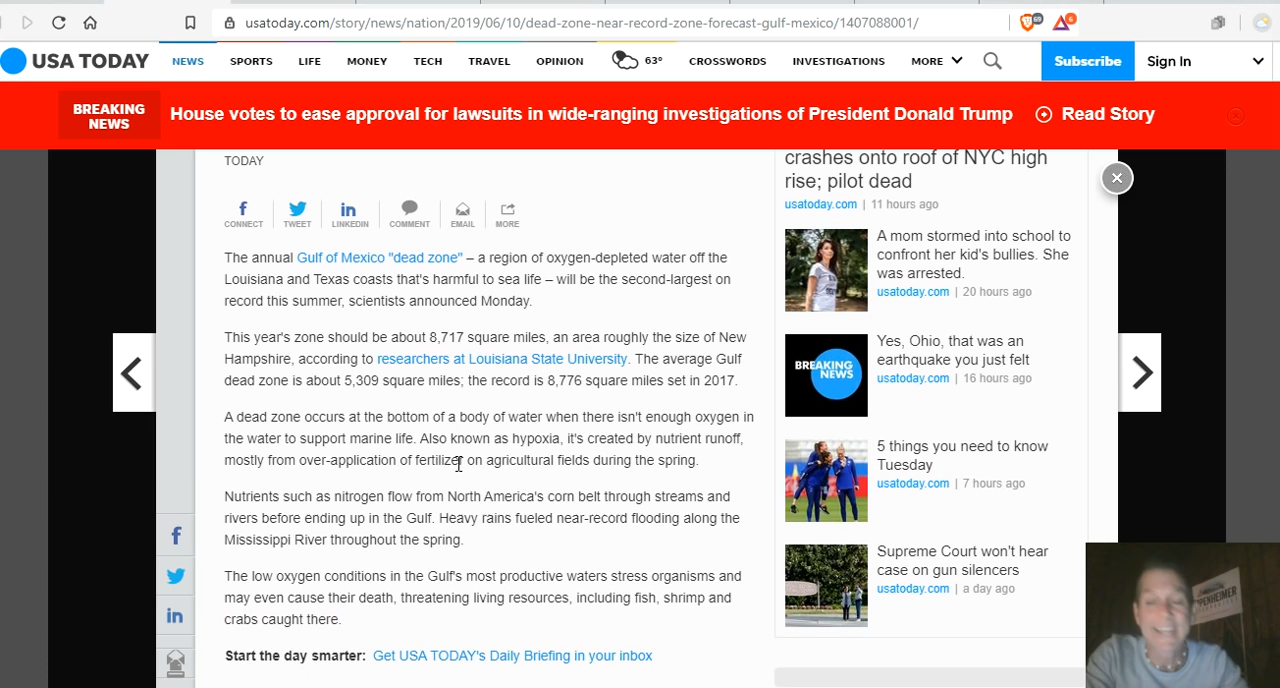 usatoday.com/story/news/nation/2019/06/10/dead-zone-near-record-zone-forecast-gulf-mexico/1407088001/
69
6
USA TODAY
NEWS
SPORTS
LIFE
MONEY
TECH
TRAVEL
OPINION
63°
CROSSWORDS
INVESTIGATIONS
MORE
Subscribe
Sign In
BREAKING
NEWS
House votes to ease approval for lawsuits in wide-ranging investigations of President Donald Trump
Read Story
TODAY
CONNECT
TWEET
LINKEDIN
COMMENT
EMAIL
MORE
The annual Gulf of Mexico "dead zone" – a region of oxygen-depleted water off the
Louisiana and Texas coasts that's harmful to sea life – will be the second-largest on
record this summer, scientists announced Monday.
This year's zone should be about 8,717 square miles, an area roughly the size of New
Hampshire, according to researchers at Louisiana State University. The average Gulf
dead zone is about 5,309 square miles; the record is 8,776 square miles set in 2017.
A dead zone occurs at the bottom of a body of water when there isn't enough oxygen in
the water to support marine life. Also known as hypoxia, it's created by nutrient runoff,
mostly from over-application of fertilizer on agricultural fields during the spring.
Nutrients such as nitrogen flow from North America's corn belt through streams and
rivers before ending up in the Gulf. Heavy rains fueled near-record flooding along the
Mississippi River throughout the spring.
The low oxygen conditions in the Gulf's most productive waters stress organisms and
may even cause their death, threatening living resources, including fish, shrimp and
crabs caught there.
Start the day smarter: Get USA TODAY's Daily Briefing in your inbox
crashes onto roof of NYC high
rise; pilot dead
usatoday.com | 11 hours ago
A mom stormed into school to
confront her kid's bullies. She
was arrested.
usatoday.com | 20 hours ago
BREAKING
NEWS
Yes, Ohio, that was an
earthquake you just felt
usatoday.com | 16 hours ago
5 things you need to know
Tuesday
usatoday.com | 7 hours ago
Supreme Court won't hear
case on gun silencers
usatoday.com | a day ago